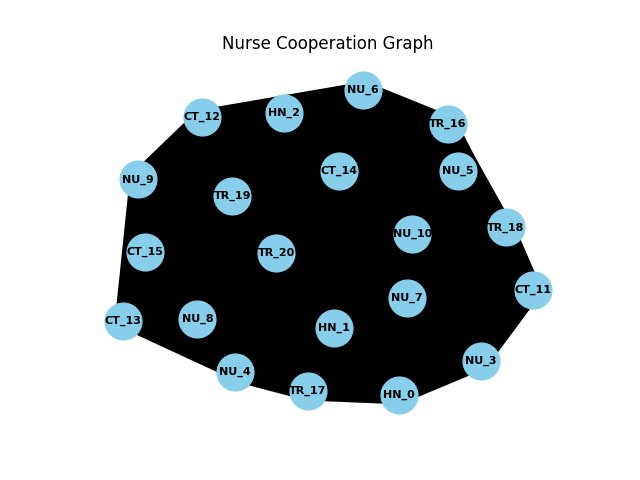 Nurse Cooperation Graph
NU_6
CT_12
HN_2
TR_16
CT_14
NU_5
NU_9
TR_19
TR_18
NU_10
CT_15
TR_20
CT_11
NU_7
CT_13
NU_8
HN_1
NU_3
NU_4
TR_17
HN_0